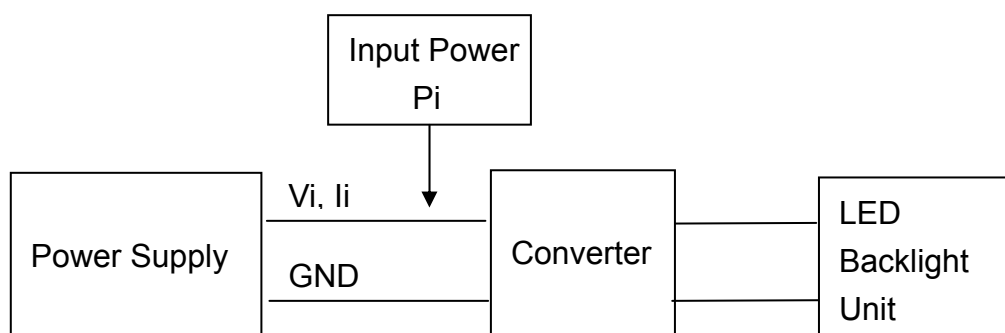 Input Power
Pi
Vi, Ii
Power Supply
GND
Converter
LED
Backlight
Unit